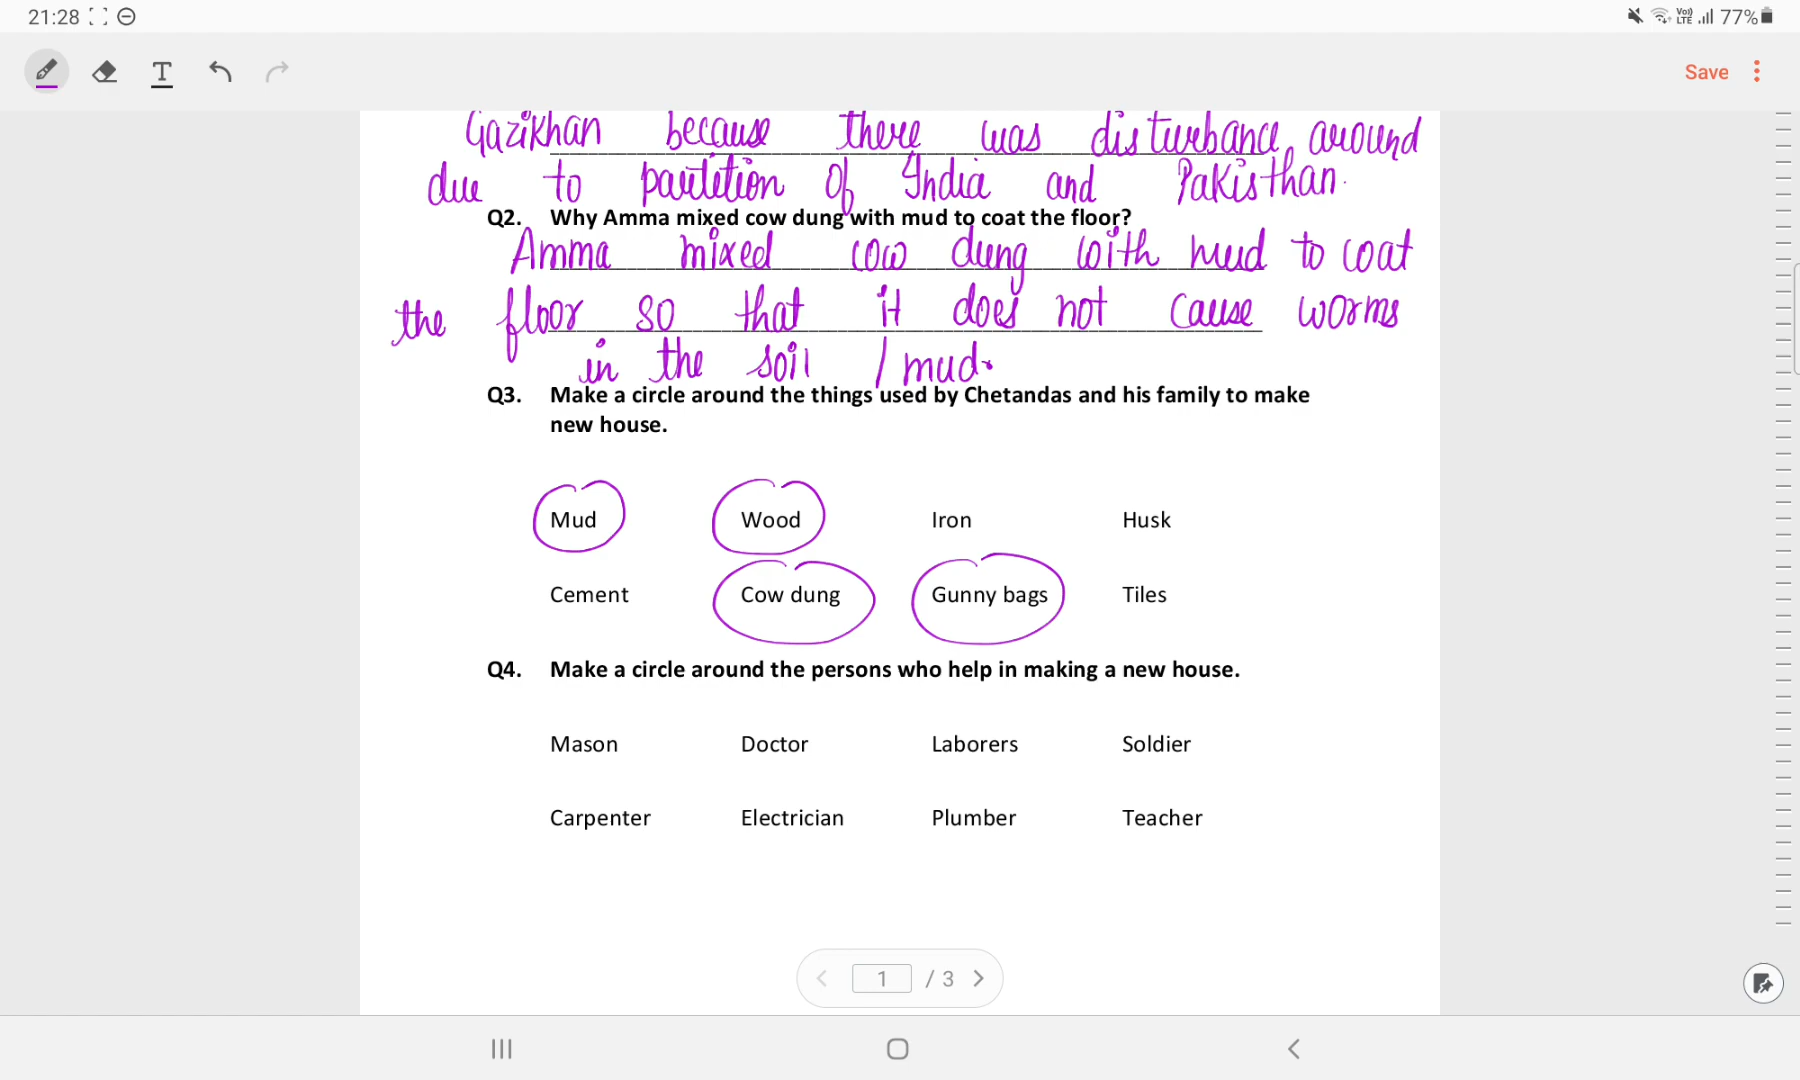 21:28
Vo)) LTE 77%
T Save
Gazikhan because there was disturbance around
due to partition of India and Pakisthan.
Q2. Why Amma mixed cow dung with mud to coat the floor?
Amma mixed cow dung with mud to coat
the floor so that it does not cause worms
in the soil / mud.
Q3. Make a circle around the things used by Chetandas and his family to make
new house.
Mud Wood Iron Husk
Cement Cow dung Gunny bags Tiles
Q4. Make a circle around the persons who help in making a new house.
Mason Doctor Laborers Soldier
Carpenter Electrician Plumber Teacher
1 / 3